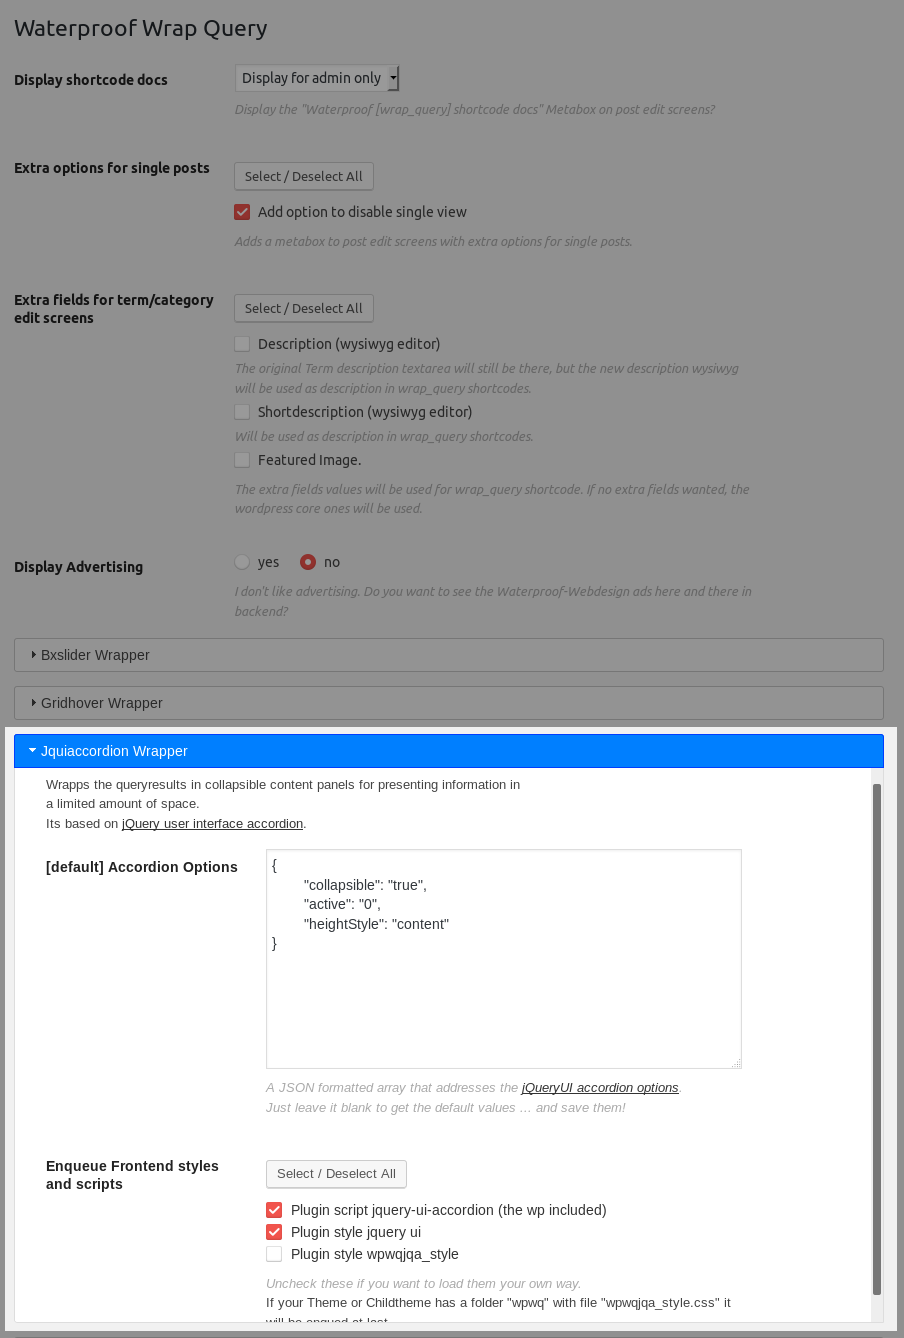 Waterproof Wrap Query
Display shortcode docs
Display for admin only
Display the "Waterproof [wrap_query] shortcode docs" Metabox on post edit screens?
Extra options for single posts
Select / Deselect All
Add option to disable single view
Adds a metabox to post edit screens with extra options for single posts.
Extra fields for term/category
edit screens
Select / Deselect All
Description (wysiwyg editor)
The original Term description textarea will still be there, but the new description wysiwyg
will be used as description in wrap_query shortcodes.
Shortdescription (wysiwyg editor)
Will be used as description in wrap_query shortcodes.
Featured Image.
The extra fields values will be used for wrap_query shortcode. If no extra fields wanted, the
wordpress core ones will be used.
Display Advertising
yes no
I don't like advertising. Do you want to see the Waterproof-Webdesign ads here and there in
backend?
Bxslider Wrapper
Gridhover Wrapper
Jquiaccordion Wrapper
Wrapps the queryresults in collapsible content panels for presenting information in
a limited amount of space.
Its based on jQuery user interface accordion.
[default] Accordion Options
{
"collapsible": "true",
"active": "0",
"heightStyle": "content"
}
A JSON formatted array that addresses the jQueryUI accordion options.
Just leave it blank to get the default values … and save them!
Enqueue Frontend styles
and scripts
Select / Deselect All
Plugin script jquery-ui-accordion (the wp included)
Plugin style jquery ui
Plugin style wpwqjqa_style
Uncheck these if you want to load them your own way.
If your Theme or Childtheme has a folder "wpwq" with file "wpwqjqa_style.css" it
will be enqued at last